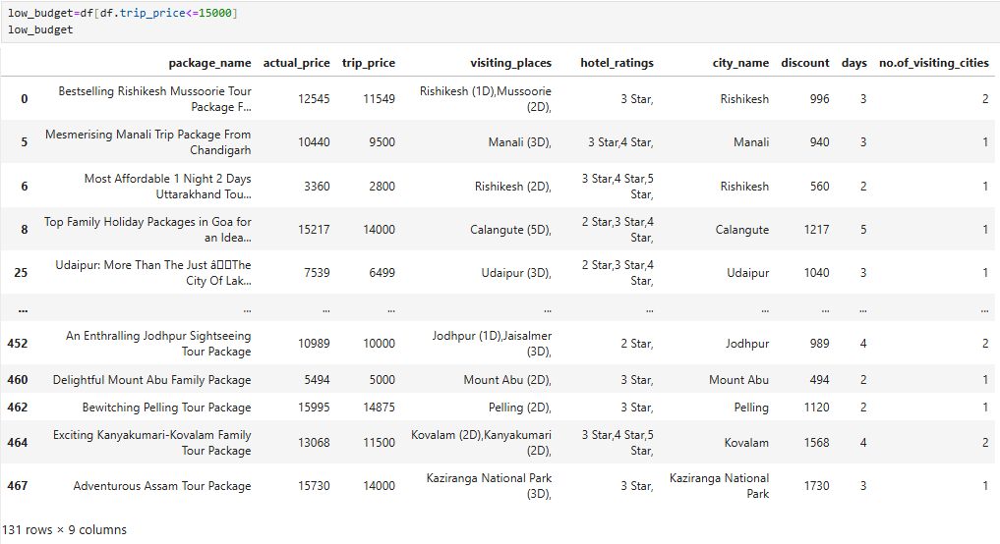 low_budget=df[df.trip_price<=15000]
low_budget
package_name actual_price trip_price visiting_places hotel_ratings city_name discount days no.of_visiting_cities
0 Bestselling Rishikesh Mussoorie Tour Package F... 12545 11549 Rishikesh (1D),Mussoorie (2D), 3 Star, Rishikesh 996 3 2
5 Mesmerising Manali Trip Package From Chandigarh 10440 9500 Manali (3D), 3 Star,4 Star, Manali 940 3 1
6 Most Affordable 1 Night 2 Days Uttarakhand Tou... 3360 2800 Rishikesh (2D), 3 Star,4 Star,5 Star, Rishikesh 560 2 1
8 Top Family Holiday Packages in Goa for an Idea... 15217 14000 Calangute (5D), 2 Star,3 Star,4 Star, Calangute 1217 5 1
25 Udaipur: More Than The Just â▯▯The City Of Lak... 7539 6499 Udaipur (3D), 2 Star,3 Star,4 Star, Udaipur 1040 3 1
... ... ... ... ... ... ... ... ... ...
452 An Enthralling Jodhpur Sightseeing Tour Package 10989 10000 Jodhpur (1D),Jaisalmer (3D), 2 Star, Jodhpur 989 4 2
460 Delightful Mount Abu Family Package 5494 5000 Mount Abu (2D), 3 Star, Mount Abu 494 2 1
462 Bewitching Pelling Tour Package 15995 14875 Pelling (2D), 3 Star, Pelling 1120 2 1
464 Exciting Kanyakumari-Kovalam Family Tour Package 13068 11500 Kovalam (2D),Kanyakumari (2D), 3 Star,4 Star,5 Star, Kovalam 1568 4 2
467 Adventurous Assam Tour Package 15730 14000 Kaziranga National Park (3D), 3 Star, Kaziranga National Park 1730 3 1
131 rows × 9 columns